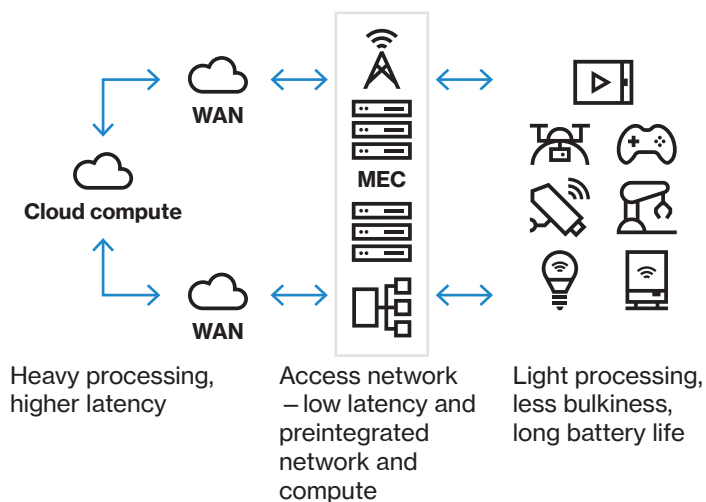 WAN
MEC
Cloud compute
WAN
Heavy processing,
higher latency
Access network
– low latency and
preintegrated
network and
compute
Light processing,
less bulkiness,
long battery life